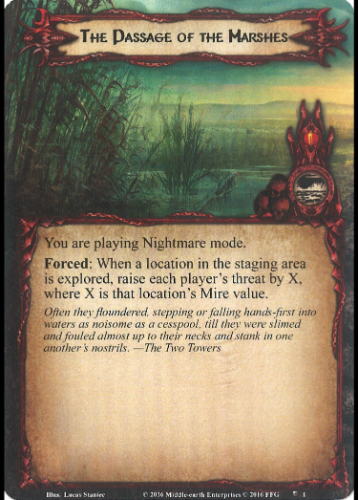 The Passage of the Marshes
You are playing Nightmare mode.
Forced: When a location in the staging area
is explored, raise each player's threat by X,
where X is that location's Mire value.
Often they floundered, stepping or falling hands-first into
waters as noisome as a cesspool, till they were slimed
and fouled almost up to their necks and stank in one
another's nostrils. —The Two Towers
Illus. Lucas Staniec
© 2016 Middle-earth Enterprises © 2016 FFG
1